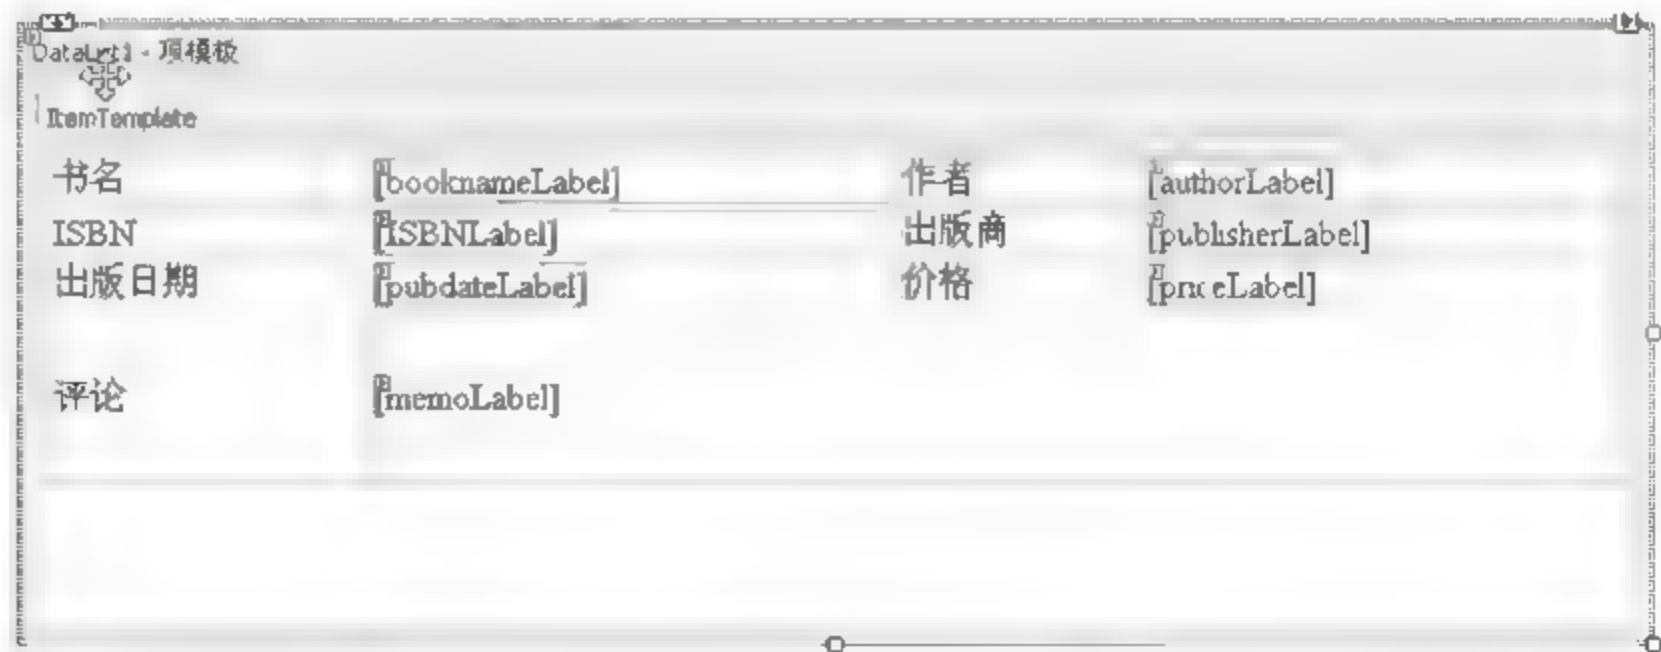 DataList1 - 项模板
ItemTemplate
书名 [booknameLabel] 作者 [authorLabel]
ISBN [ISBNLabel] 出版商 [publisherLabel]
出版日期 [pubdateLabel] 价格 [priceLabel]
评论 [memoLabel]